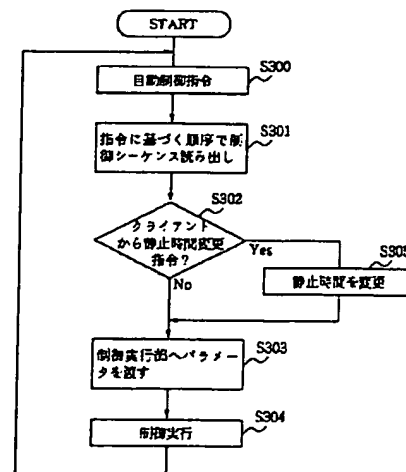 START
S300
自動制御指令
S301
指令に基づく順序で制
御シーケンス読み出し
S302
クライアント
から静止時間変更
指令？
Yes
No
S305
静止時間を変更
S303
制御実行部へパラメー
タを渡す
S304
制御実行